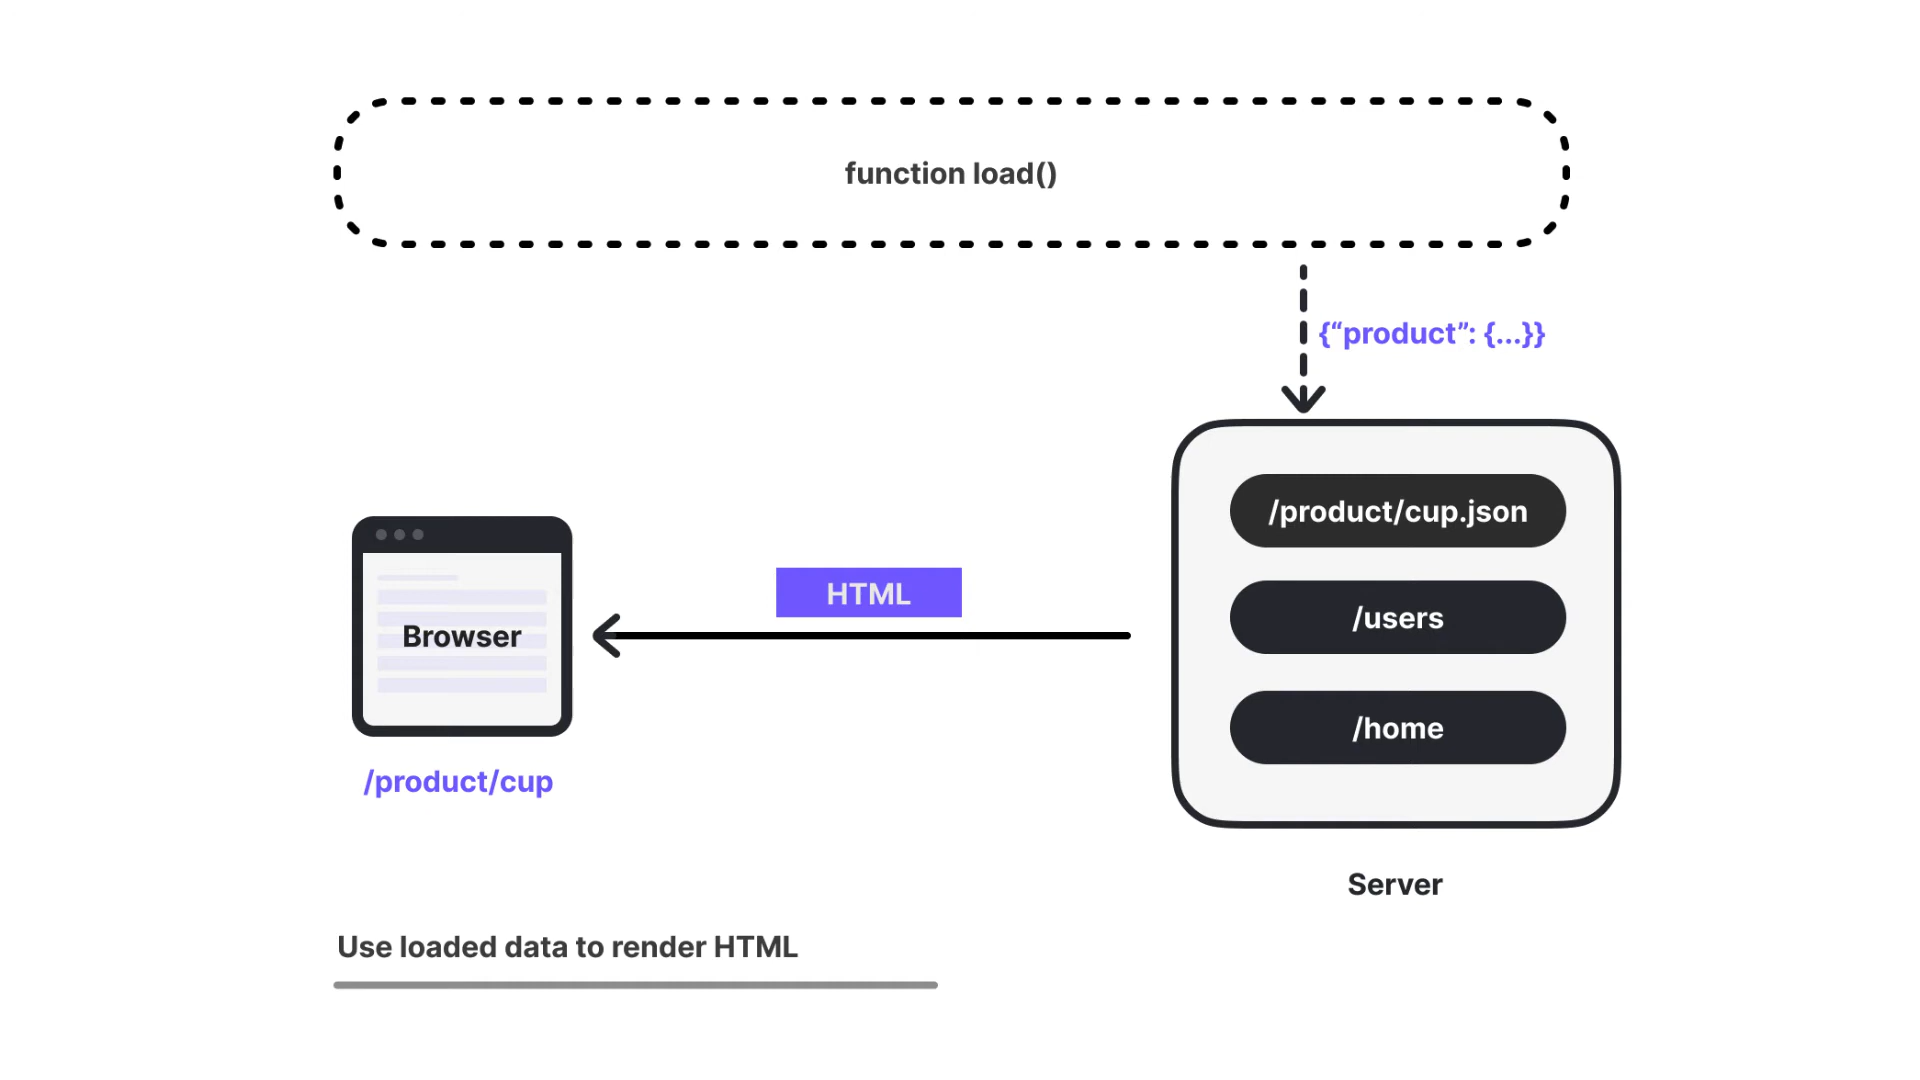 function load()
{“product”: {...}}
/product/cup.json
/users
/home
HTML
Browser
/product/cup
Server
Use loaded data to render HTML